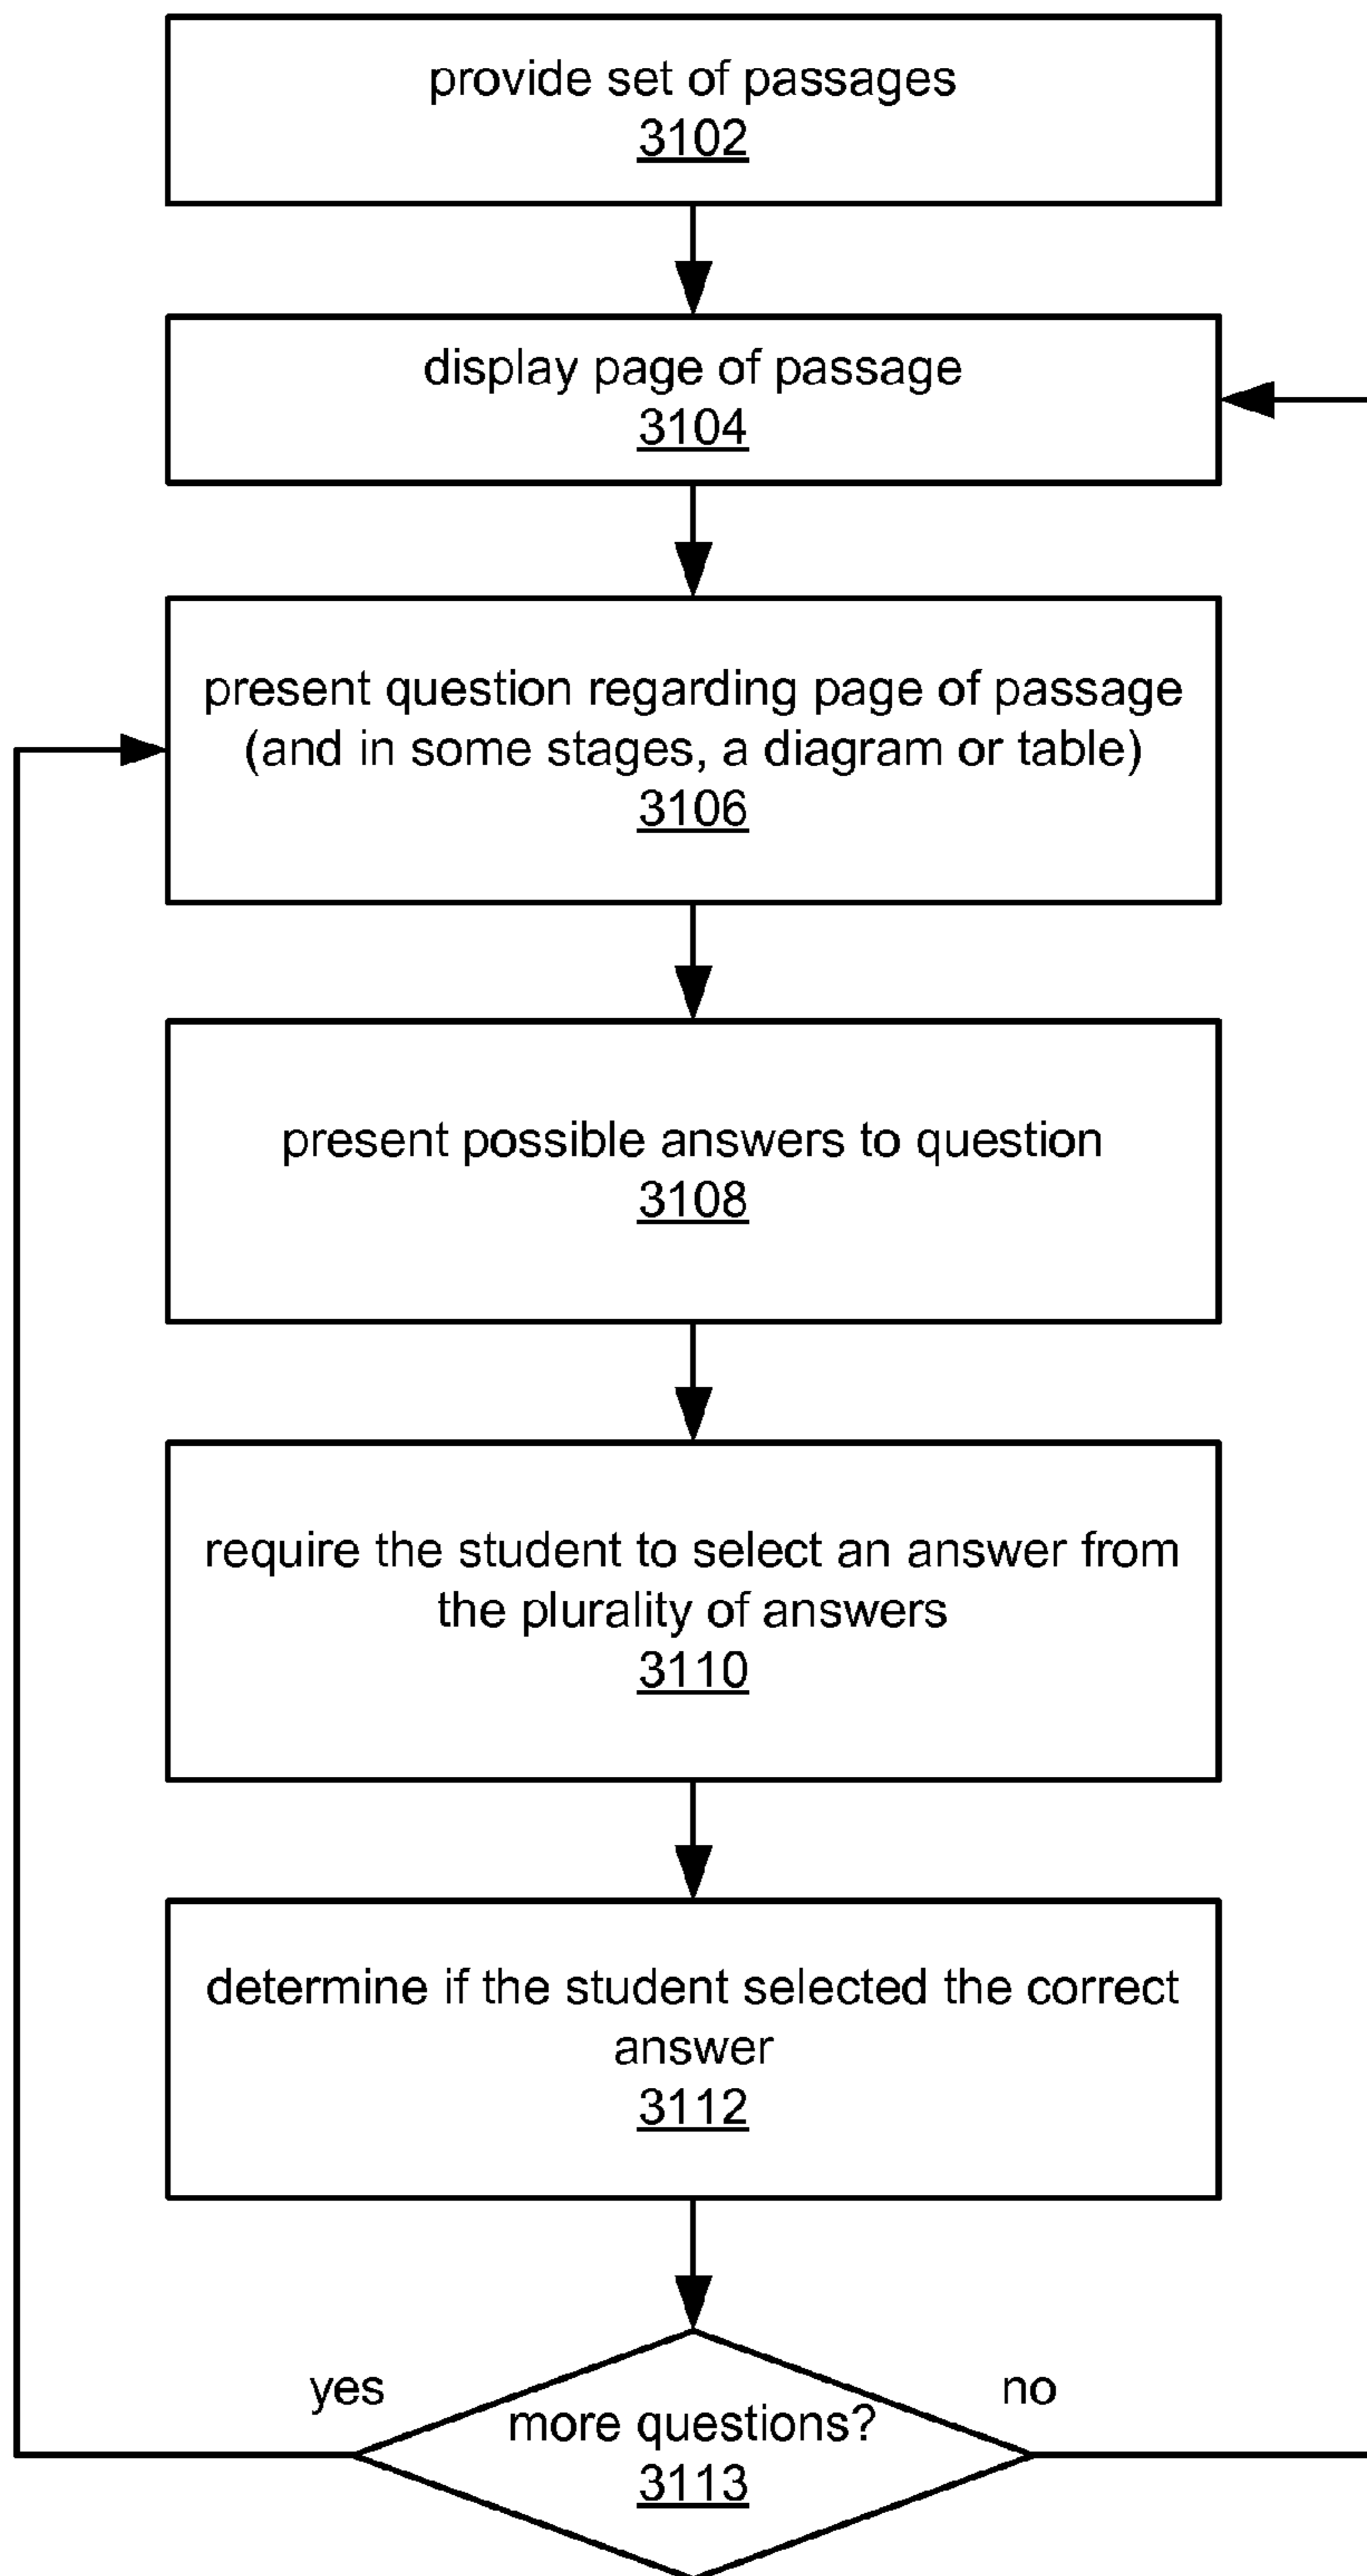 provide set of passages
3102
display page of passage
3104
present question regarding page of passage
(and in some stages, a diagram or table)
3106
present possible answers to question
3108
require the student to select an answer from
the plurality of answers
3110
determine if the student selected the correct
answer
3112
yes
no
more questions?
3113